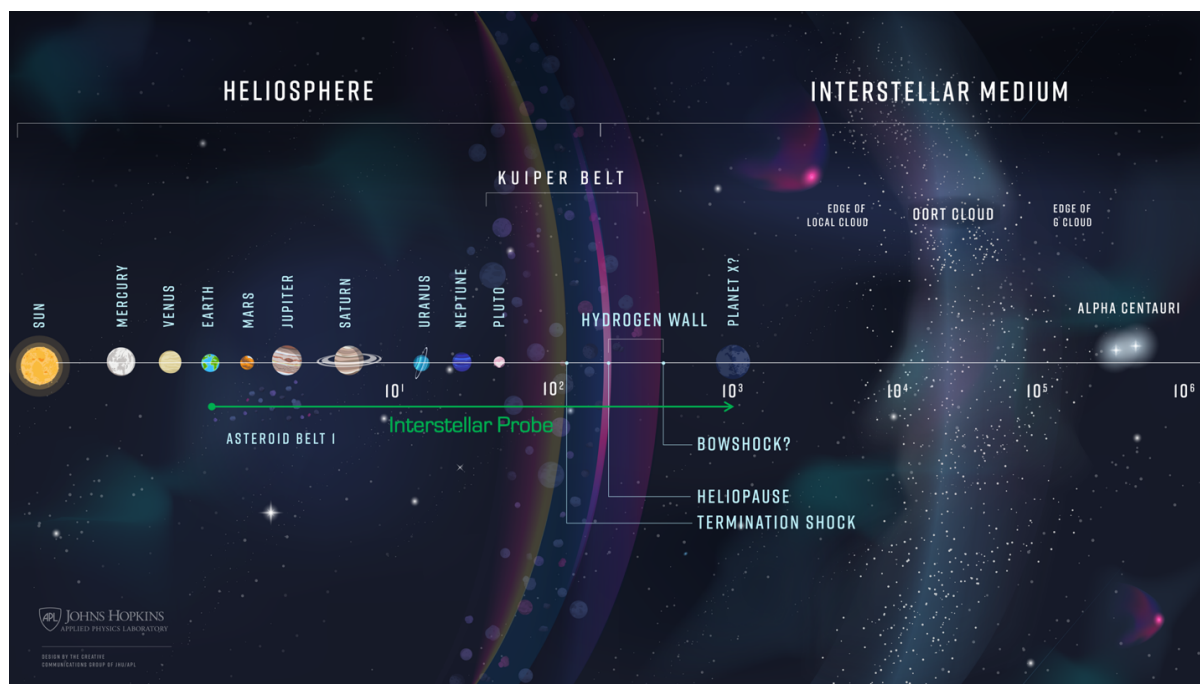 HELIOSPHERE
INTERSTELLAR MEDIUM
KUIPER BELT
EDGE OF
LOCAL CLOUD
OORT CLOUD
EDGE OF
G CLOUD
SUN
MERCURY
VENUS
EARTH
MARS
JUPITER
SATURN
URANUS
NEPTUNE
PLUTO
HYDROGEN WALL
PLANET X?
ALPHA CENTAURI
10¹
10²
10³
10⁴
10⁵
10⁶
Interstellar Probe
ASTEROID BELT I
BOWSHOCK?
HELIOPAUSE
TERMINATION SHOCK
APL
JOHNS HOPKINS
APPLIED PHYSICS LABORATORY
DESIGN BY THE CREATIVE
COMMUNICATIONS GROUP OF JHU/APL